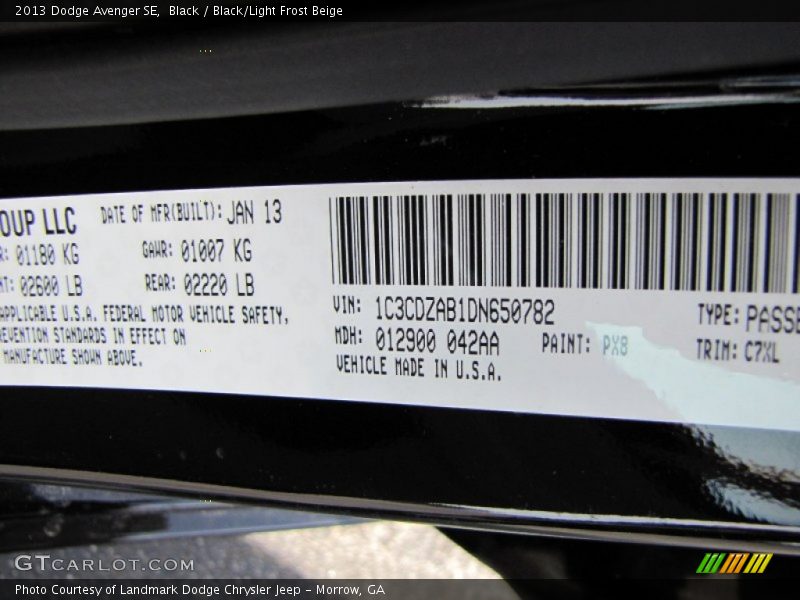 2013 Dodge Avenger SE,  Black / Black/Light Frost Beige
OUP LLC DATE OF MFR(BUILT): JAN 13
R: 01180 KG GAWR: 01007 KG
NT: 02600 LB REAR: 02220 LB
APPLICABLE U.S.A. FEDERAL MOTOR VEHICLE SAFETY,
EVENTION STANDARDS IN EFFECT ON
MANUFACTURE SHOWN ABOVE.
VIN: 1C3CDZAB1DN650782 TYPE: PASSE
MDH: 012900 042AA PAINT: PX8 TRIM: C7XL
VEHICLE MADE IN U.S.A.
GTCARLOT.COM
Photo Courtesy of Landmark Dodge Chrysler Jeep - Morrow, GA